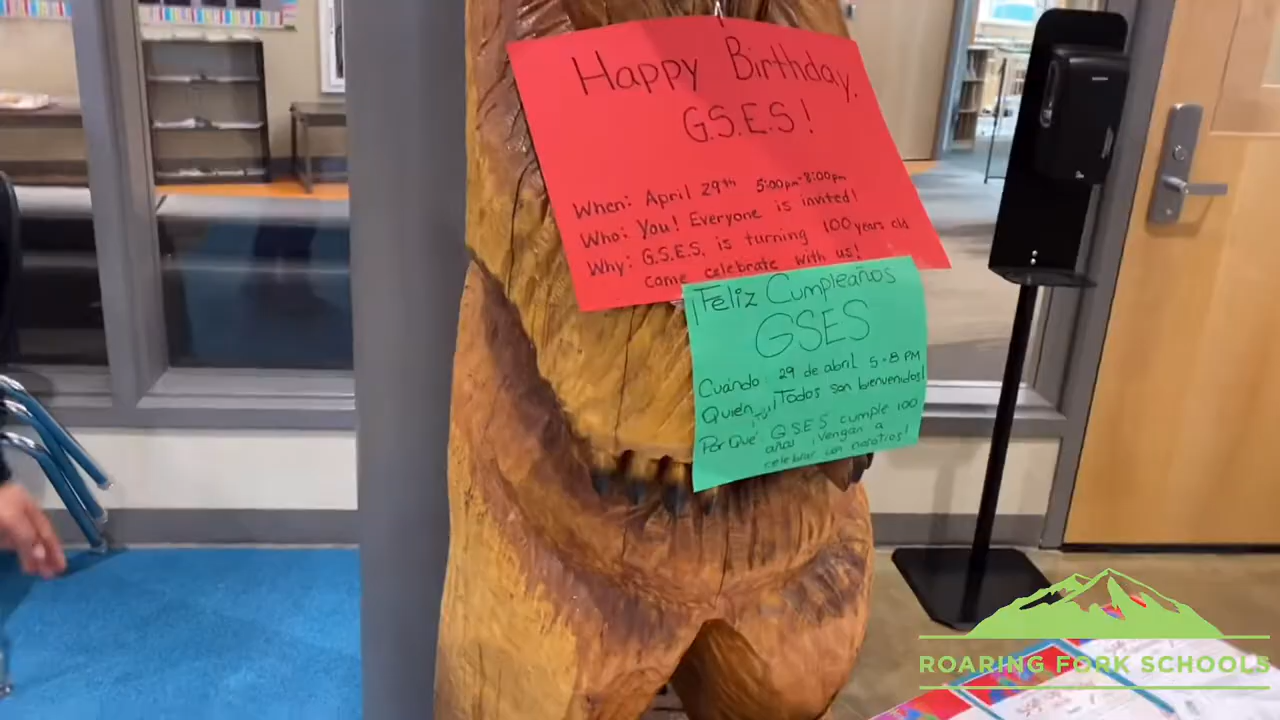 Happy Birthday,
G.S.E.S!
When: April 29th 5:00pm-8:00pm
Who: You! Everyone is invited!
Why: G.S.E.S. is turning 100 years old
come celebrate with us!
¡Feliz Cumpleaños
GSES
Cuándo: 29 de abril 5-8 PM
Quién ¡Todos son bienvenidos!
Por Qué: G.S.E.S cumple 100
años ¡Vengan a
celebrar con nosotros!
ROARING FORK SCHOOLS